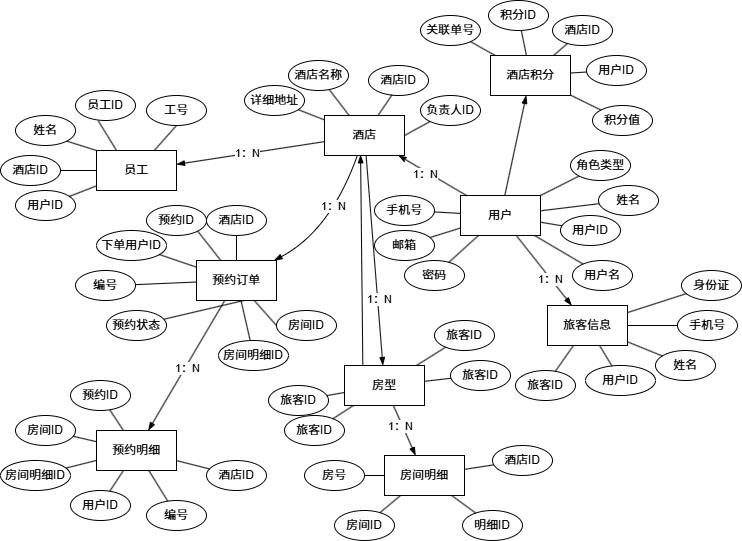 积分ID
关联单号
酒店ID
酒店积分
用户ID
积分值
酒店名称
酒店ID
详细地址
负责人ID
酒店
员工ID
工号
姓名
员工
酒店ID
用户ID
1: N
1: N
1: N
角色类型
姓名
手机号
用户
用户ID
邮箱
密码
用户名
预约ID
酒店ID
下单用户ID
编号
预约订单
预约状态
房间ID
房间明细ID
1: N
1: N
身份证
手机号
旅客信息
姓名
旅客ID
用户ID
1: N
旅客ID
旅客ID
房型
旅客ID
旅客ID
1: N
预约ID
房间ID
预约明细
房间明细ID
酒店ID
用户ID
编号
酒店ID
房号
房间明细
房间ID
明细ID